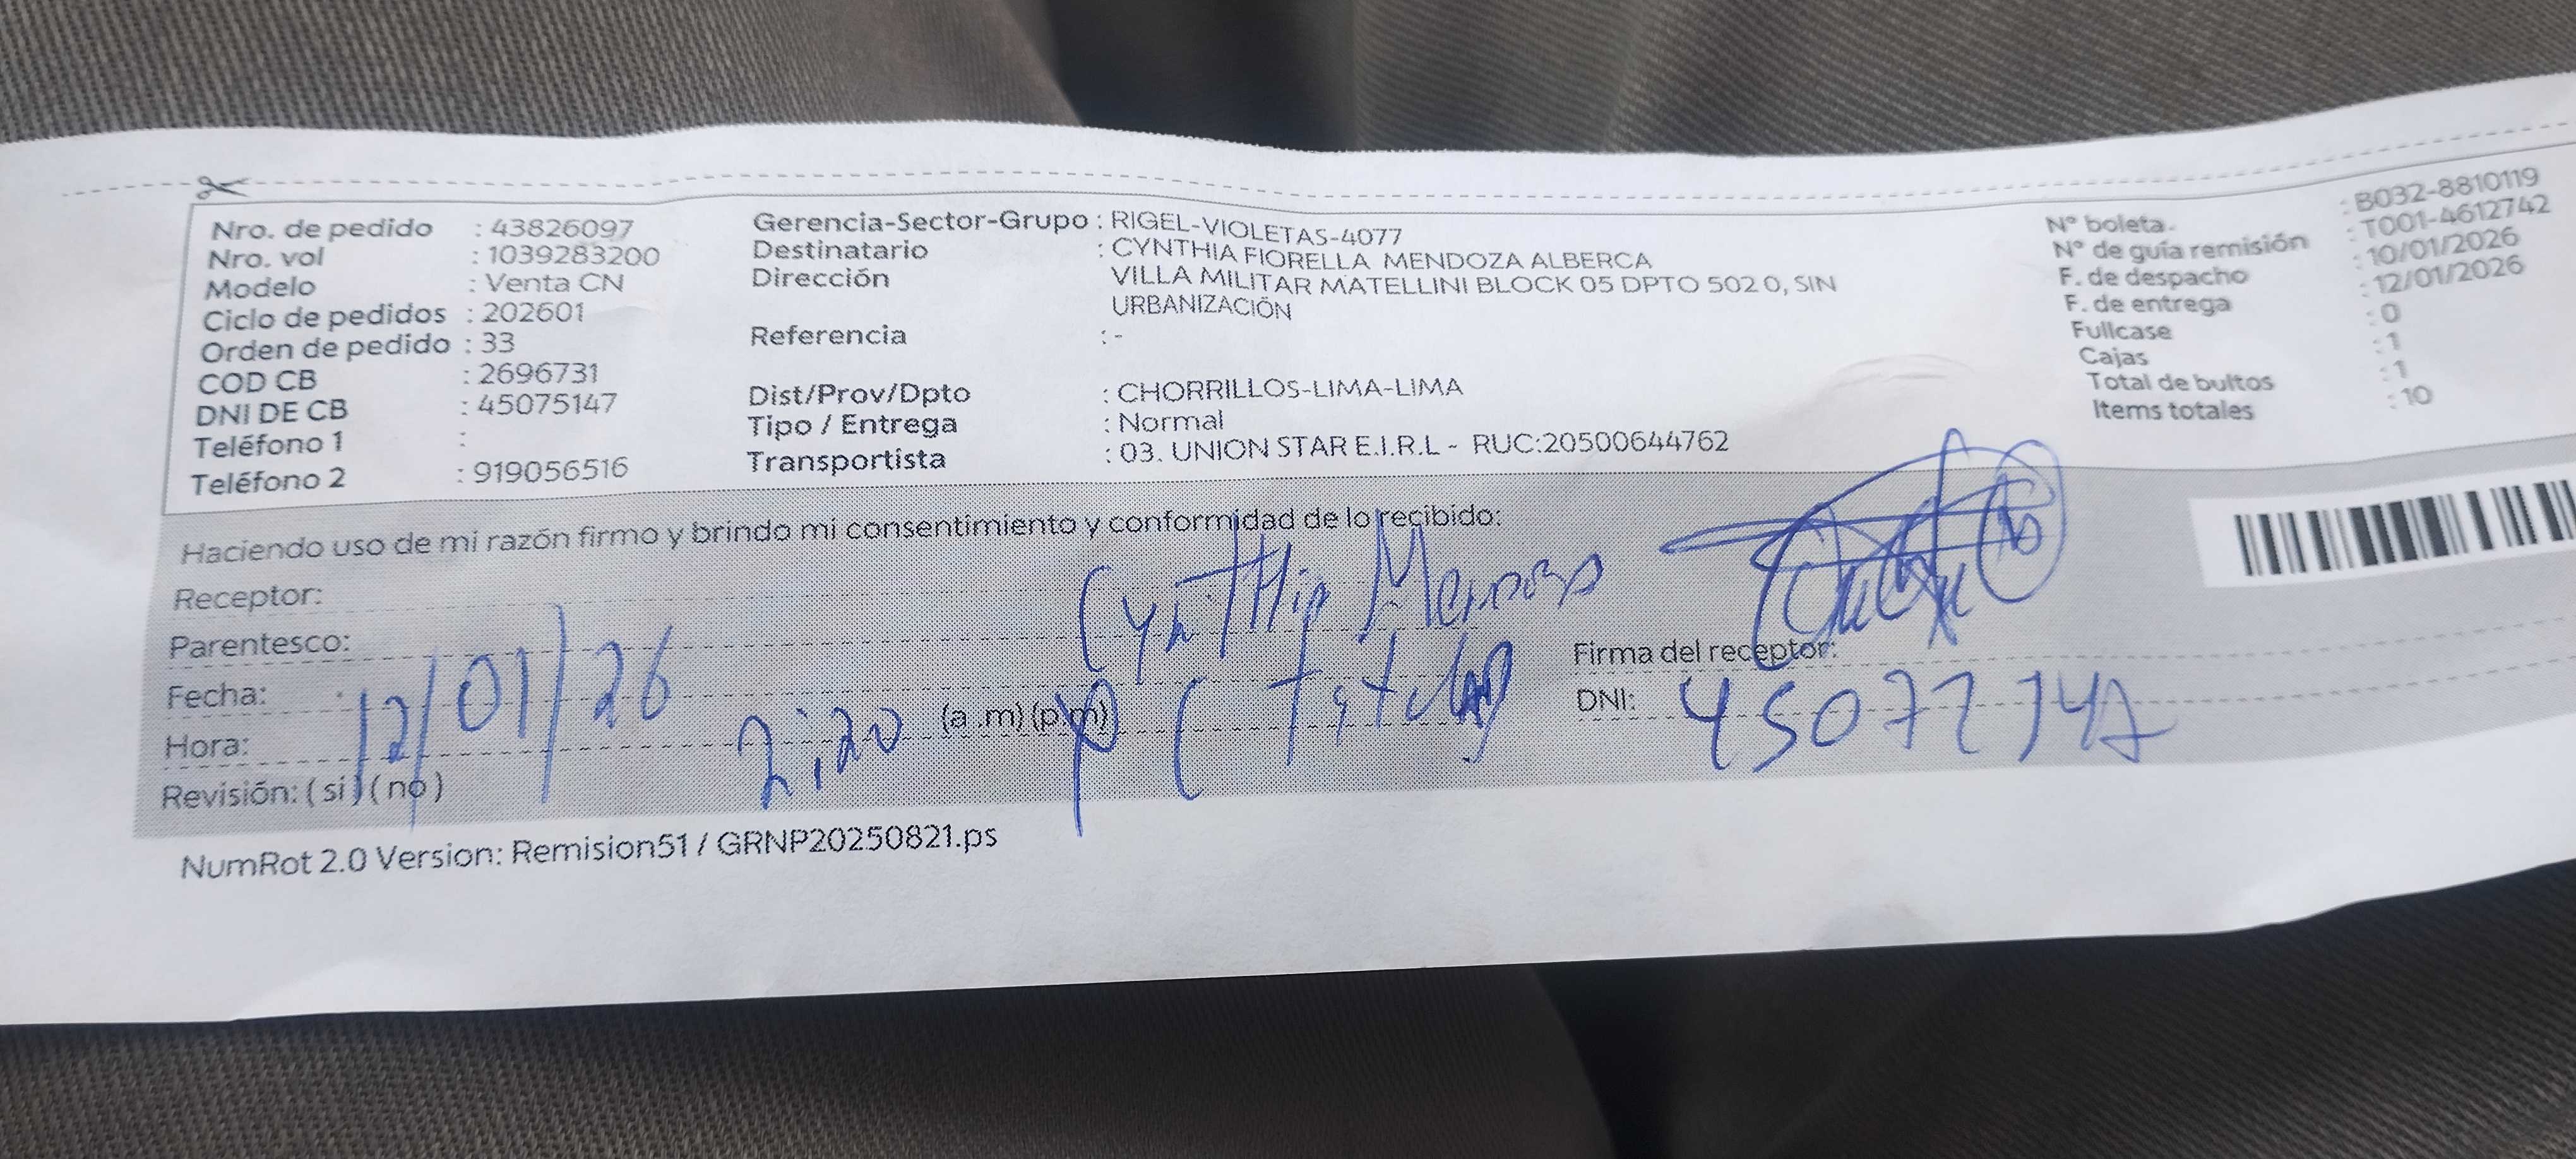 Nro. de pedido : 43826097
Nro. vol : 1039283200
Modelo : Venta CN
Ciclo de pedidos : 202601
Orden de pedido : 33
COD CB : 2696731
DNI DE CB : 45075147
Teléfono 1 :
Teléfono 2 : 919056516
Gerencia-Sector-Grupo : RIGEL-VIOLETAS-4077
Destinatario : CYNTHIA FIORELLA MENDOZA ALBERCA
Dirección VILLA MILITAR MATELLINI BLOCK 05 DPTO 502 0, SIN
URBANIZACIÓN
Referencia : -
Dist/Prov/Dpto : CHORRILLOS-LIMA-LIMA
Tipo / Entrega : Normal
Transportista : 03. UNION STAR E.I.R.L - RUC:20500644762
Nº boleta. : B032-8810119
Nº de guía remisión : T001-4612742
F. de despacho : 10/01/2026
F. de entrega : 12/01/2026
Fullcase : 0
Cajas : 1
Total de bultos : 1
Items totales : 10
Haciendo uso de mi razón firmo y brindo mi consentimiento y conformidad de lo recibido:
Receptor: Cynthia Mendoza
Parentesco:
Firma del receptor:
Fecha: 12/01/26
DNI:
Hora: 2:20 (a .m) (p.m)
Revisión: ( si ) ( no )
NumRot 2.0 Version: Remision51 / GRNP20250821.ps